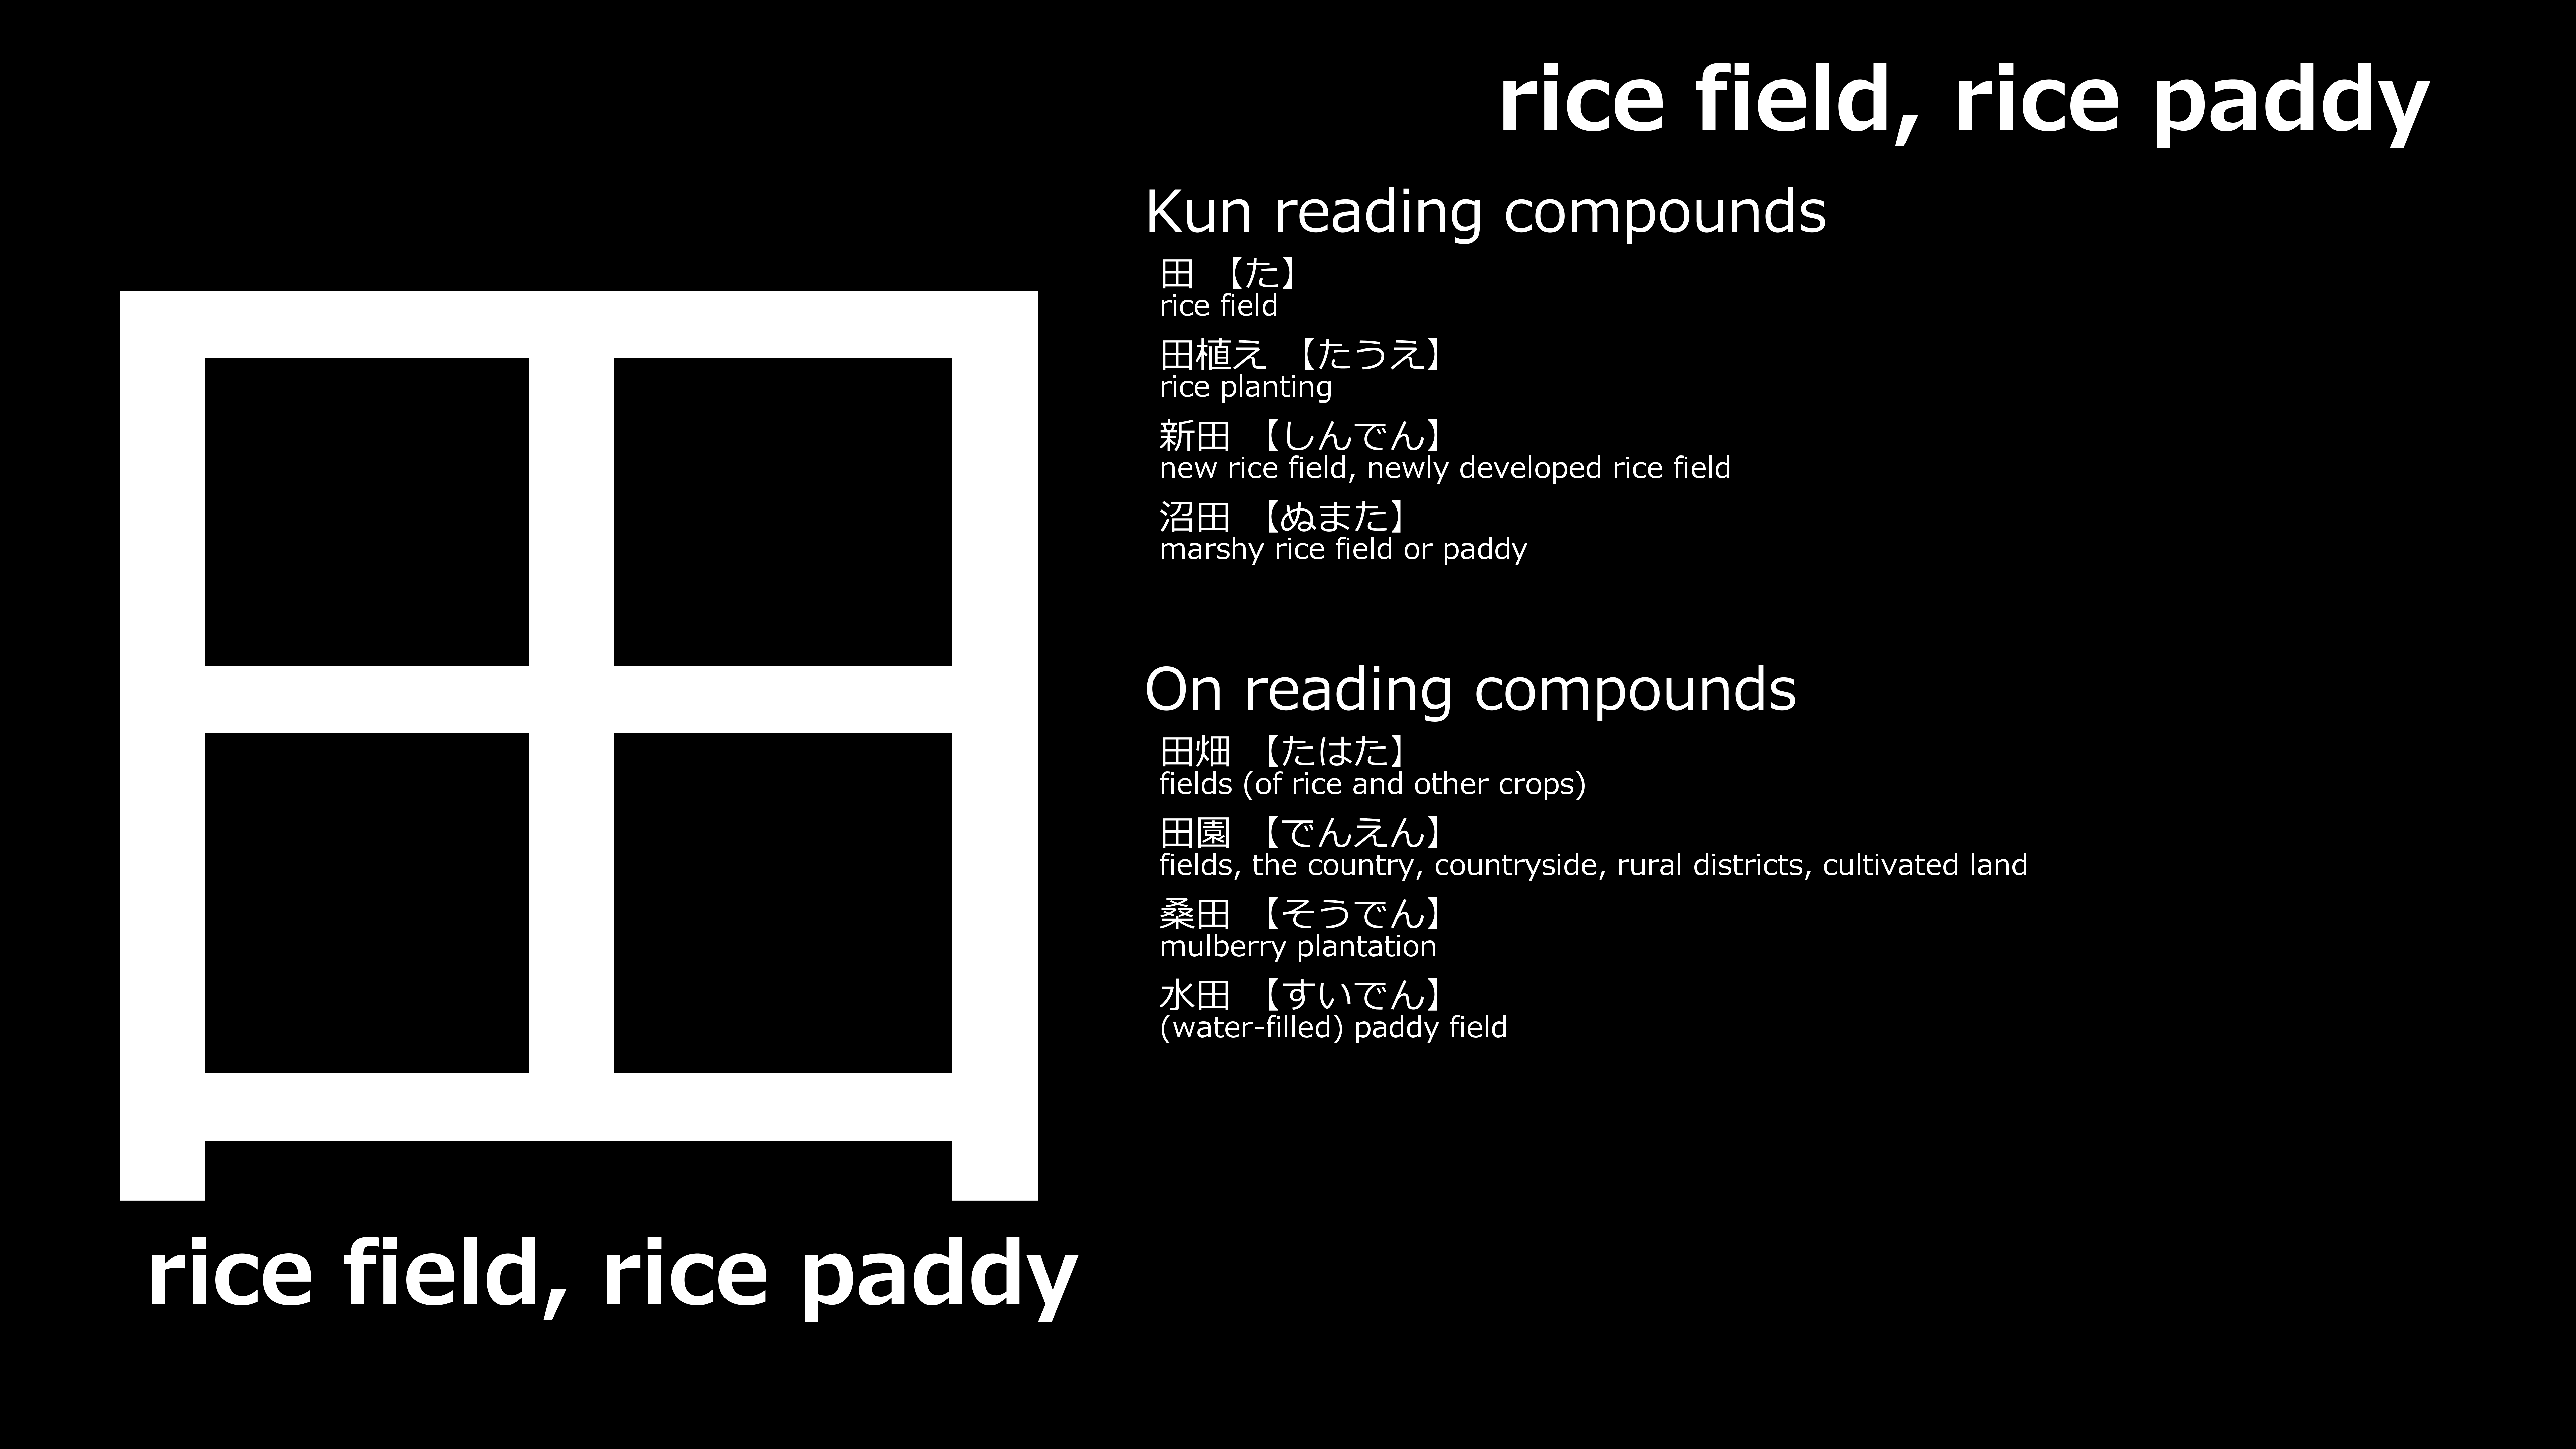 rice field, rice paddy
田
rice field, rice paddy
Kun reading compounds
田 【た】
rice field
田植え 【たうえ】
rice planting
新田 【しんでん】
new rice field, newly developed rice field
沼田 【ぬまた】
marshy rice field or paddy
On reading compounds
田畑 【たはた】
fields (of rice and other crops)
田園 【でんえん】
fields, the country, countryside, rural districts, cultivated land
桑田 【そうでん】
mulberry plantation
水田 【すいでん】
(water-filled) paddy field